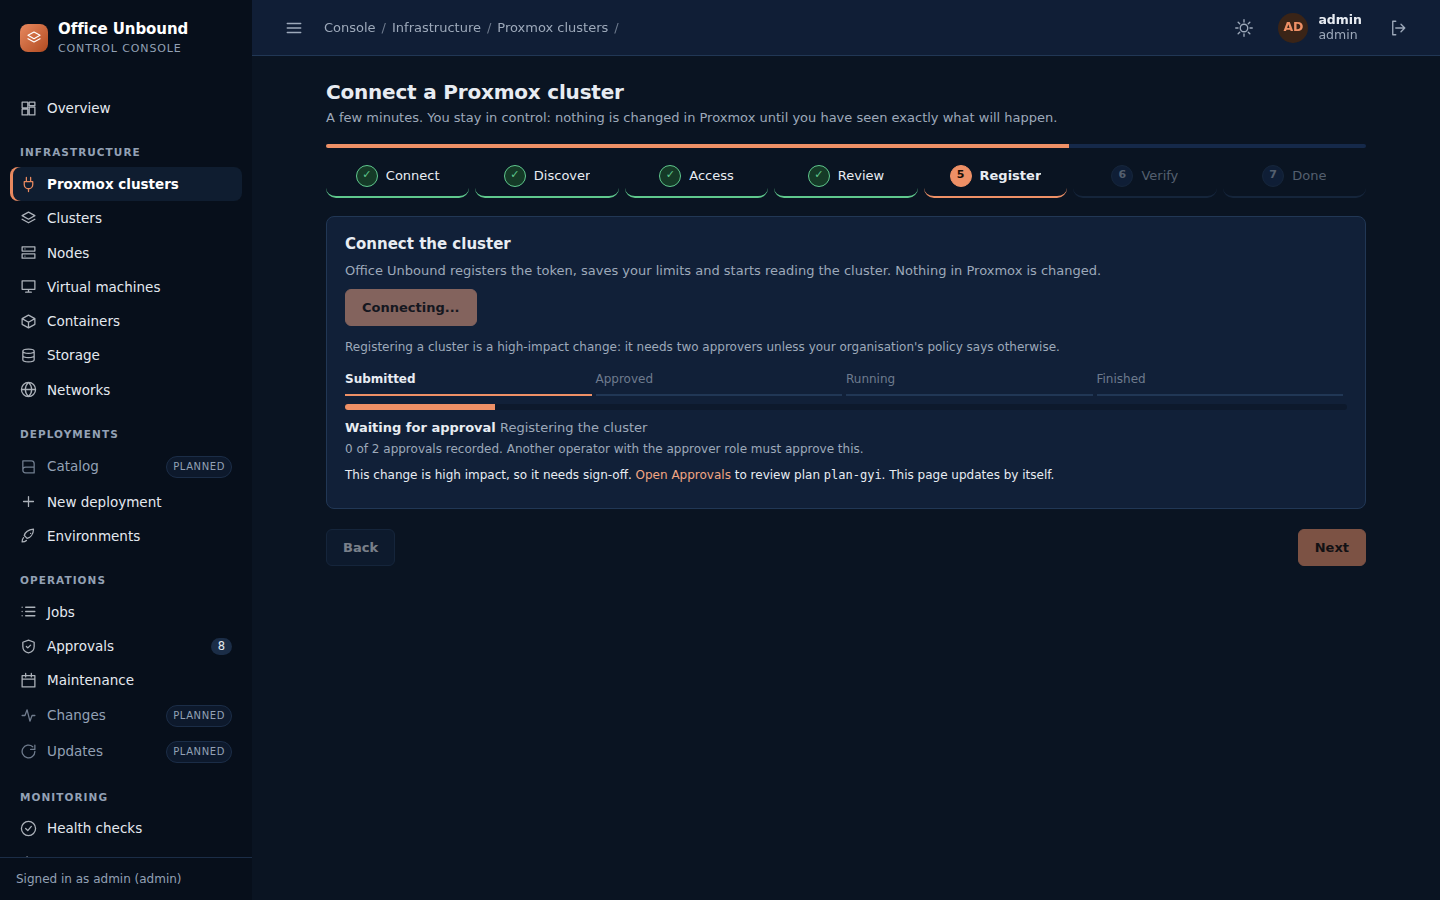 Office Unbound
CONTROL CONSOLE
Overview
INFRASTRUCTURE
Proxmox clusters
Clusters
Nodes
Virtual machines
Containers
Storage
Networks
DEPLOYMENTS
Catalog PLANNED
New deployment
Environments
OPERATIONS
Jobs
Approvals 8
Maintenance
Changes PLANNED
Updates PLANNED
MONITORING
Health checks
Signed in as admin (admin)
Console / Infrastructure / Proxmox clusters /
AD
admin
admin
Connect a Proxmox cluster
A few minutes. You stay in control: nothing is changed in Proxmox until you have seen exactly what will happen.
✓ Connect ✓ Discover ✓ Access ✓ Review 5 Register 6 Verify 7 Done
Connect the cluster
Office Unbound registers the token, saves your limits and starts reading the cluster. Nothing in Proxmox is changed.
Connecting...
Registering a cluster is a high-impact change: it needs two approvers unless your organisation's policy says otherwise.
Submitted Approved Running Finished
Waiting for approval Registering the cluster
0 of 2 approvals recorded. Another operator with the approver role must approve this.
This change is high impact, so it needs sign-off. Open Approvals to review plan plan-gyi. This page updates by itself.
Back Next